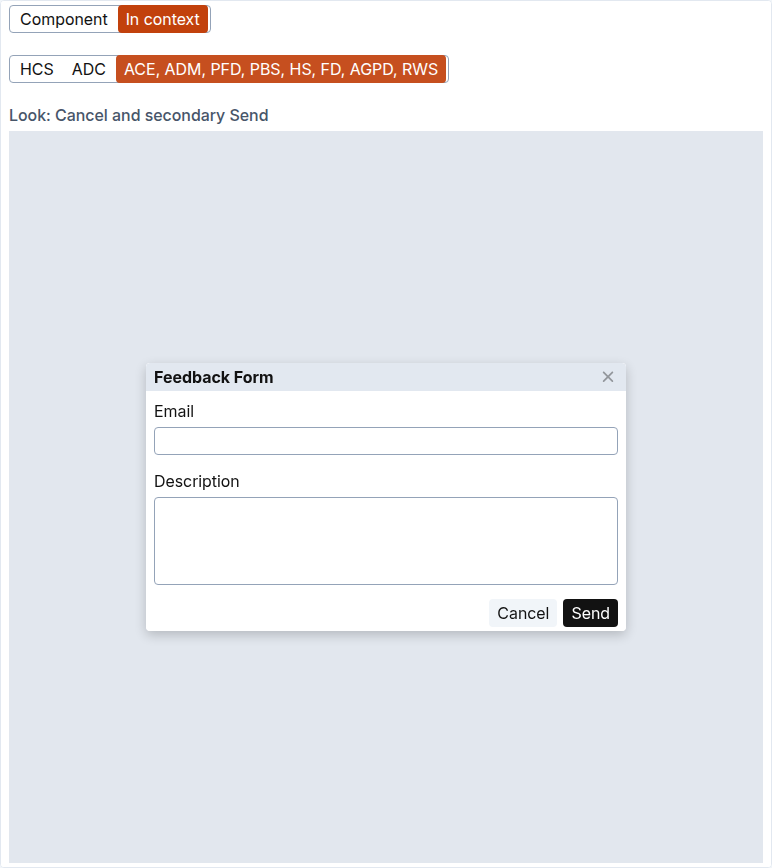 Component In context
HCS ADC ACE, ADM, PFD, PBS, HS, FD, AGPD, RWS
Look: Cancel and secondary Send
Feedback Form
Email
Description
Cancel Send